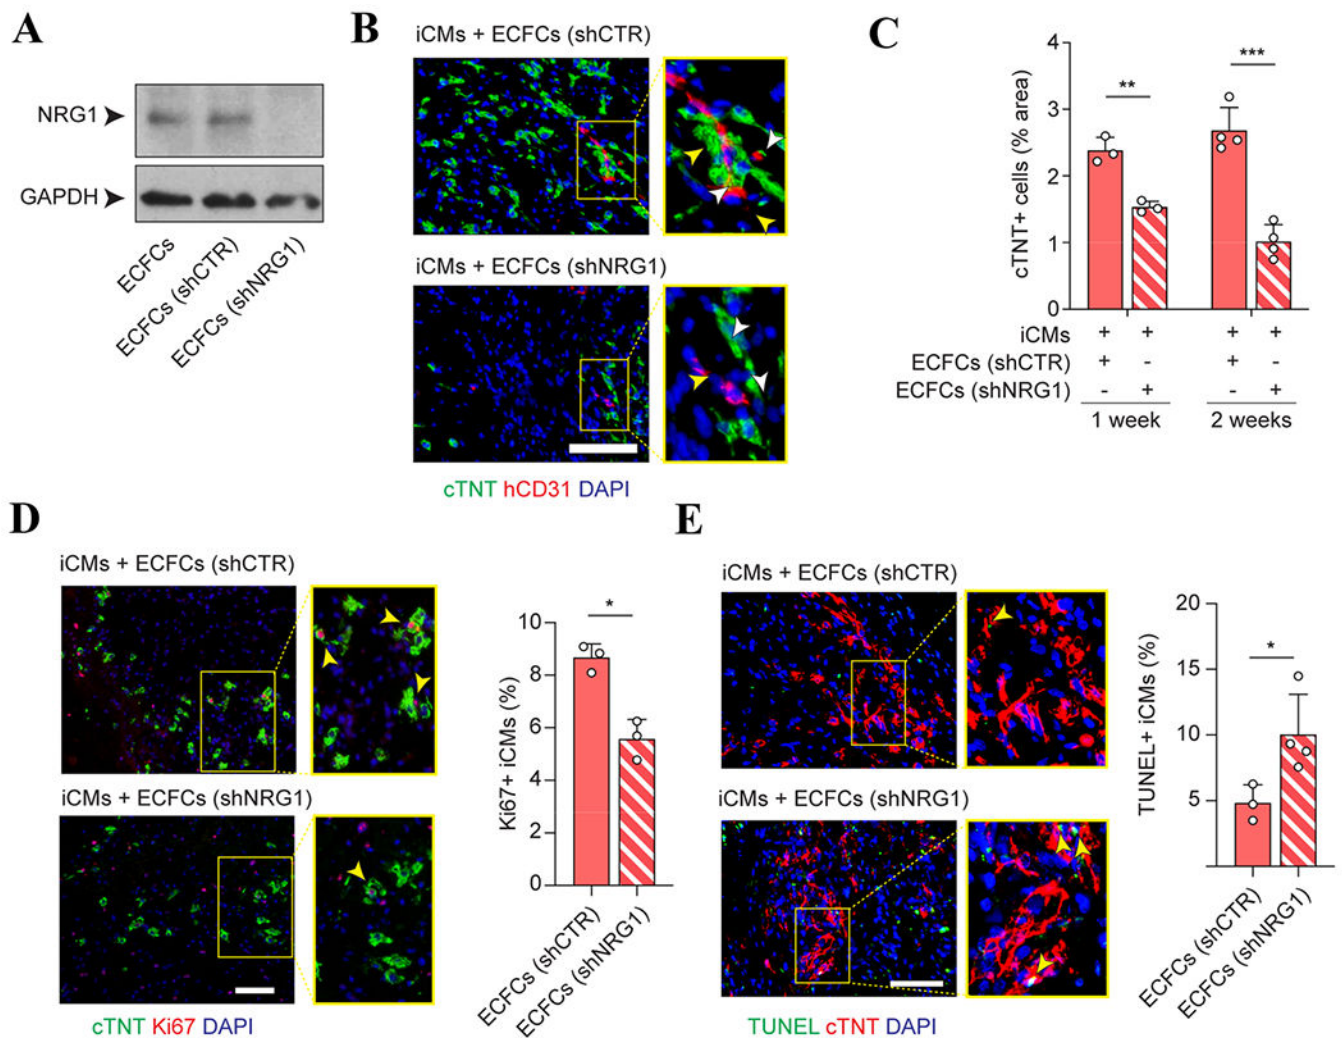 A
NRG1
GAPDH
ECFCs
ECFCs (shCTR)
ECFCs (shNRG1)
B
iCMs + ECFCs (shCTR)
iCMs + ECFCs (shNRG1)
cTNT hCD31 DAPI
C
cTNT+ cells (% area)
4
3
2
1
0
**
***
iCMs + + + +
ECFCs (shCTR) + - + -
ECFCs (shNRG1) - + - +
1 week 2 weeks
D
iCMs + ECFCs (shCTR)
iCMs + ECFCs (shNRG1)
cTNT Ki67 DAPI
Ki67+ iCMs (%)
10
8
6
4
2
0
*
ECFCs (shCTR)
ECFCs (shNRG1)
E
iCMs + ECFCs (shCTR)
iCMs + ECFCs (shNRG1)
TUNEL cTNT DAPI
TUNEL+ iCMs (%)
20
15
10
5
*
ECFCs (shCTR)
ECFCs (shNRG1)